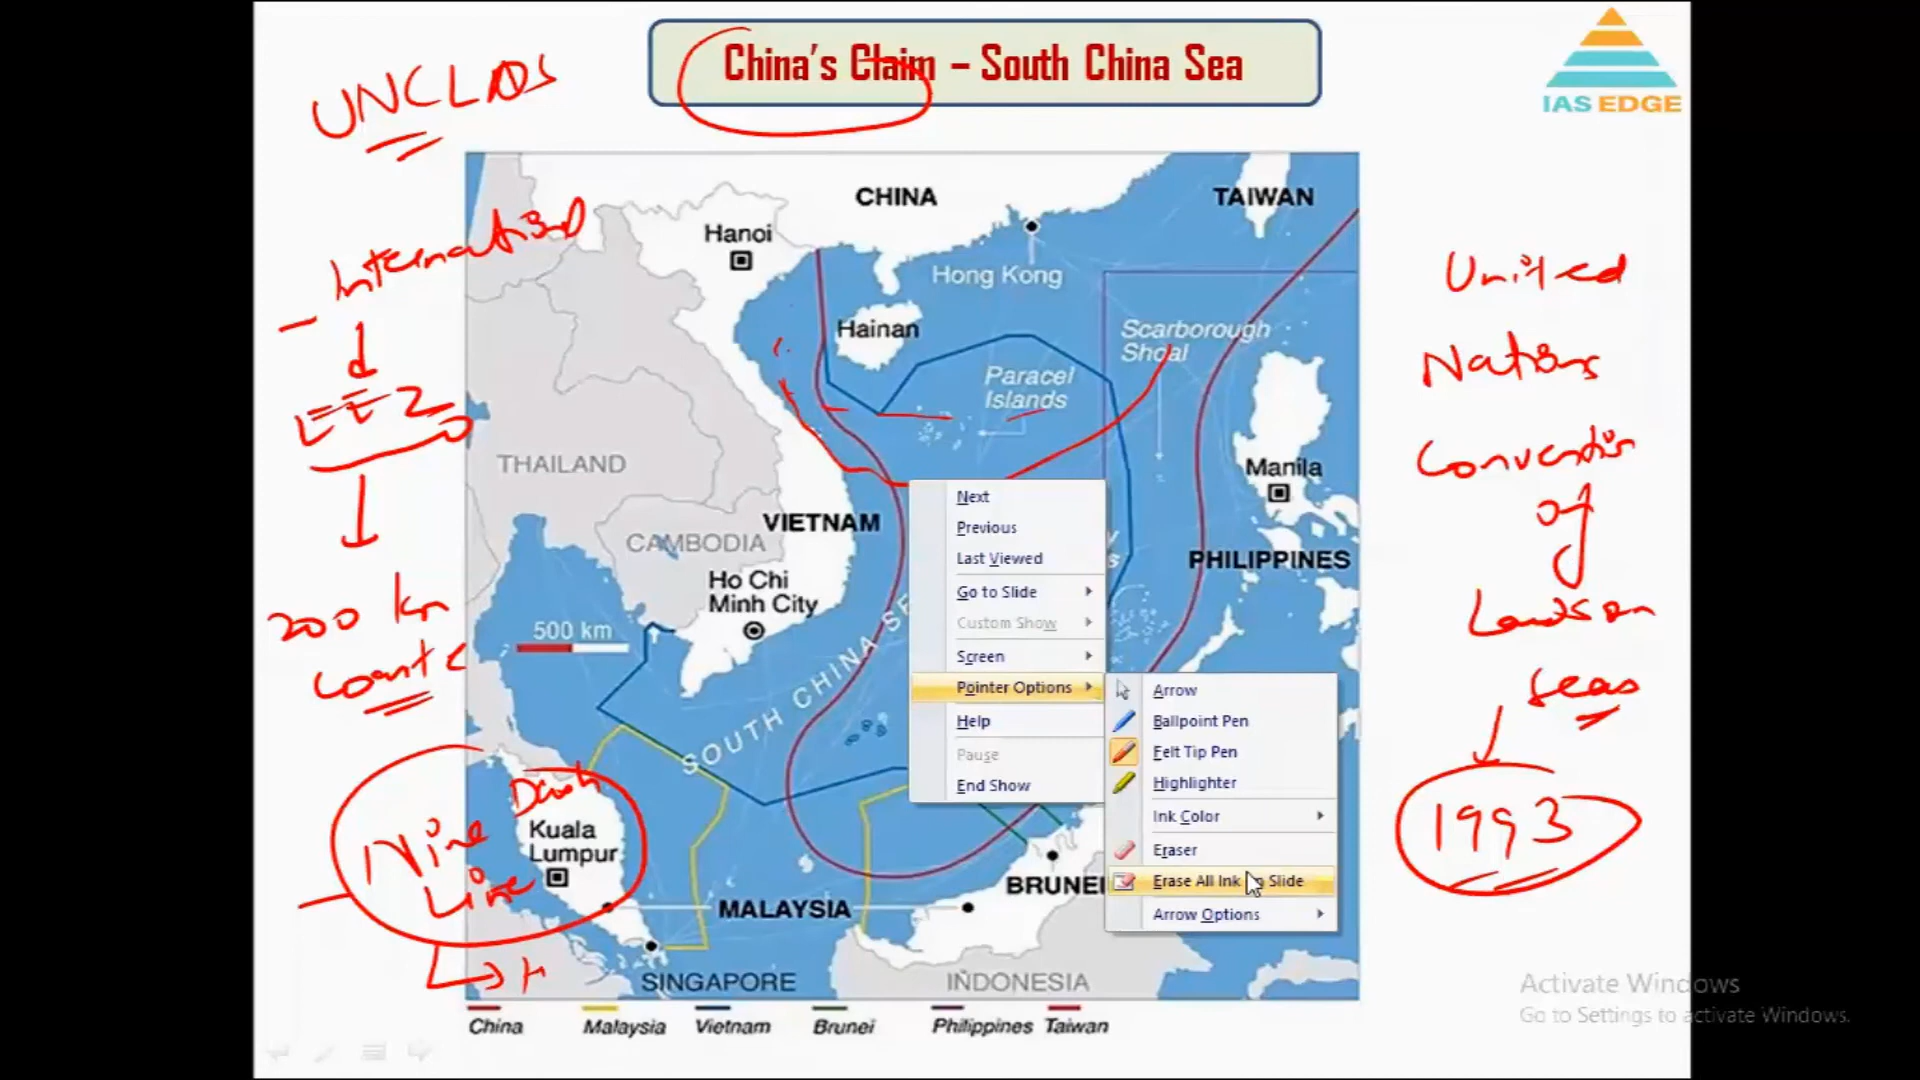 China's Claim – South China Sea
IAS EDGE
UNCLOS
International
EEZ
200 km
Nine Dash
Line
United
Nations
Convention
of
seas
1993
CHINA
TAIWAN
Hanoi
Hong Kong
Hainan
Scarborough
Shoal
Paracel
Islands
THAILAND
Manila
VIETNAM
CAMBODIA
PHILIPPINES
Ho Chi
Minh City
500 km
SOUTH CHINA SE
Kuala
Lumpur
MALAYSIA
BRUNEI
SINGAPORE
INDONESIA
Next
Previous
Last Viewed
Go to Slide
Custom Show
Screen
Pointer Options
Help
Pause
End Show
Arrow
Ballpoint Pen
Felt Tip Pen
Highlighter
Ink Color
Eraser
Erase All Ink Slide
Arrow Options
China Malaysia Vietnam Brunei Philippines Taiwan
Activate Windows
Go to Settings to activate Windows.